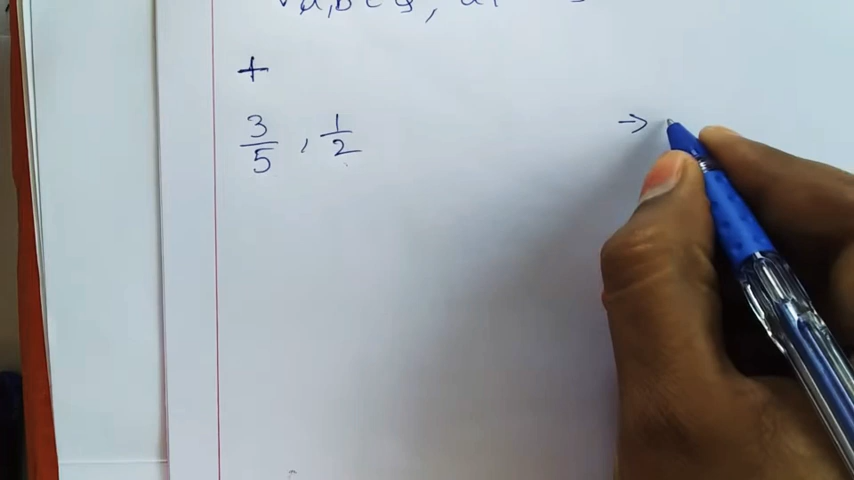 ∀ a, b ∈ Q,
+
3/5 , 1/2 →